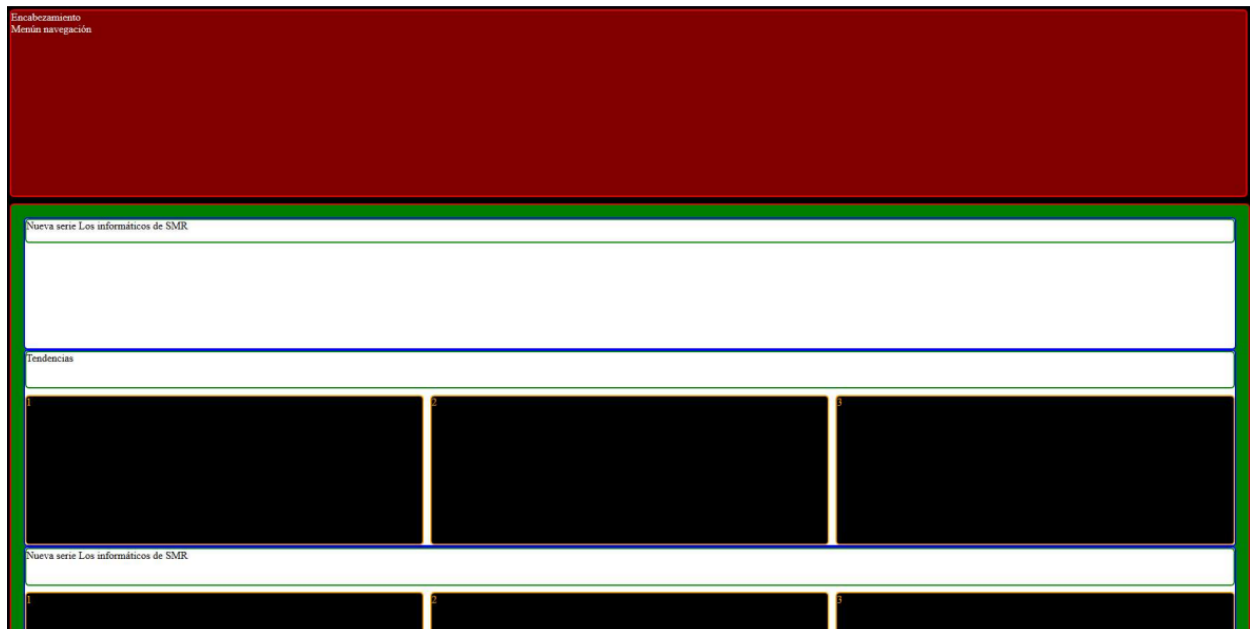 Encabezamiento
Menún navegación
Nueva serie Los informáticos de SMR
Tendencias
1
2
3
Nueva serie Los informáticos de SMR
1
2
3